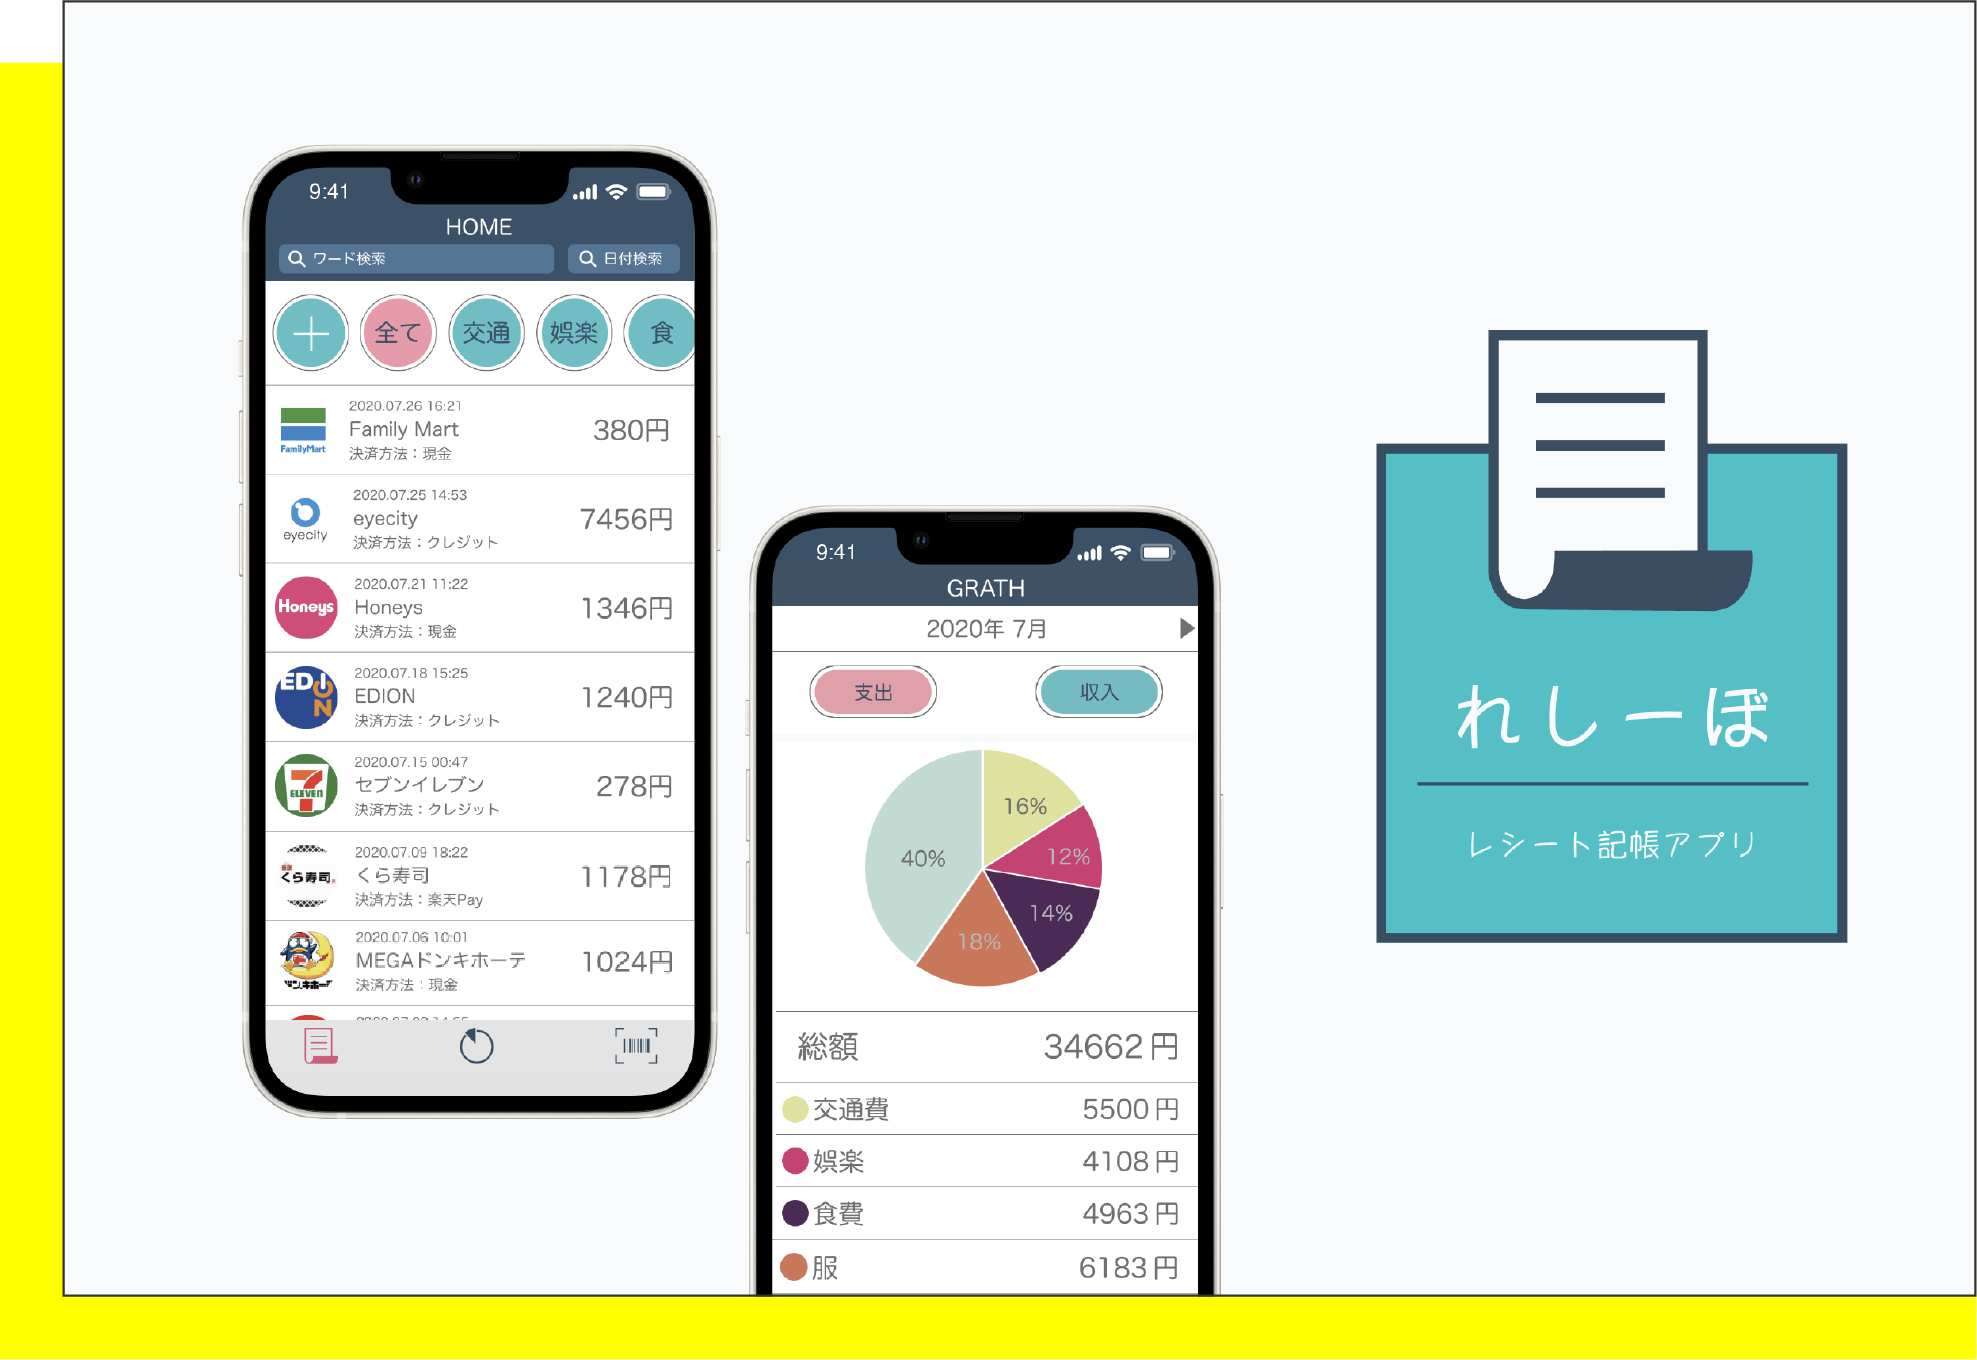 9:41
HOME
ワード検索
日付検索
全て
交通
娯楽
食
FamilyMart
2020.07.26 16:21
Family Mart
決済方法：現金
380円
eyecity
2020.07.25 14:53
eyecity
決済方法：クレジット
7456円
Honeys
2020.07.21 11:22
Honeys
決済方法：現金
1346円
EDION
2020.07.18 15:25
EDION
決済方法：クレジット
1240円
7
ELEVEn
2020.07.15 00:47
セブンイレブン
決済方法：クレジット
278円
くら寿司
2020.07.09 18:22
くら寿司
決済方法：楽天Pay
1178円
ドン.キホーテ
2020.07.06 10:01
MEGAドンキホーテ
決済方法：現金
1024円
9:41
GRATH
2020年 7月
支出
収入
16%
12%
14%
18%
40%
総額
34662 円
交通費
5500 円
娯楽
4108 円
食費
4963 円
服
6183 円
れしーぼ
レシート記帳アプリ